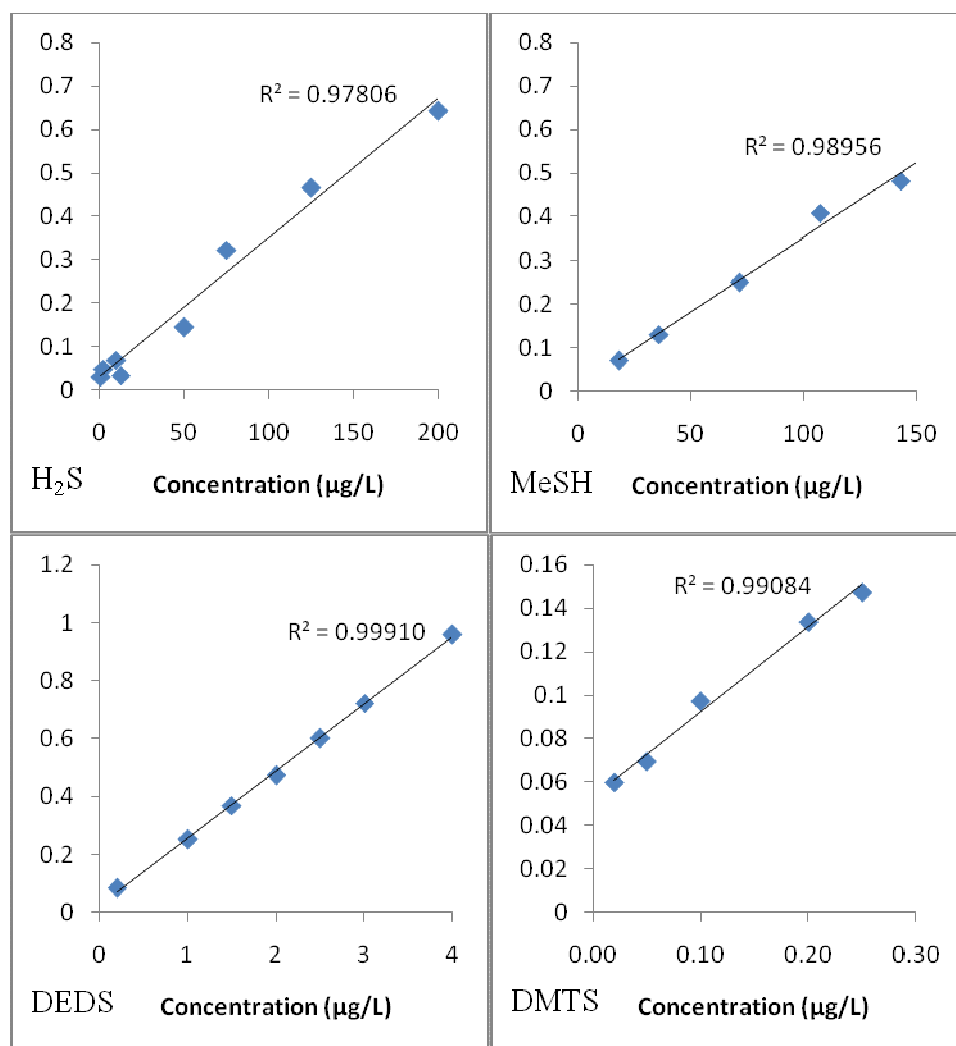 0.8
0.7
R² = 0.97806
0.6
0.5
0.4
0.3
0.2
0.1
0
0 50 100 150 200
H₂S Concentration (µg/L)
0.8
0.7
R² = 0.98956
0.6
0.5
0.4
0.3
0.2
0.1
0
0 50 100 150
MeSH Concentration (µg/L)
1.2
R² = 0.99910
1
0.8
0.6
0.4
0.2
0
0 1 2 3 4
DEDS Concentration (µg/L)
0.16
R² = 0.99084
0.14
0.12
0.1
0.08
0.06
0.04
0.02
0
0.00 0.10 0.20 0.30
DMTS Concentration (µg/L)